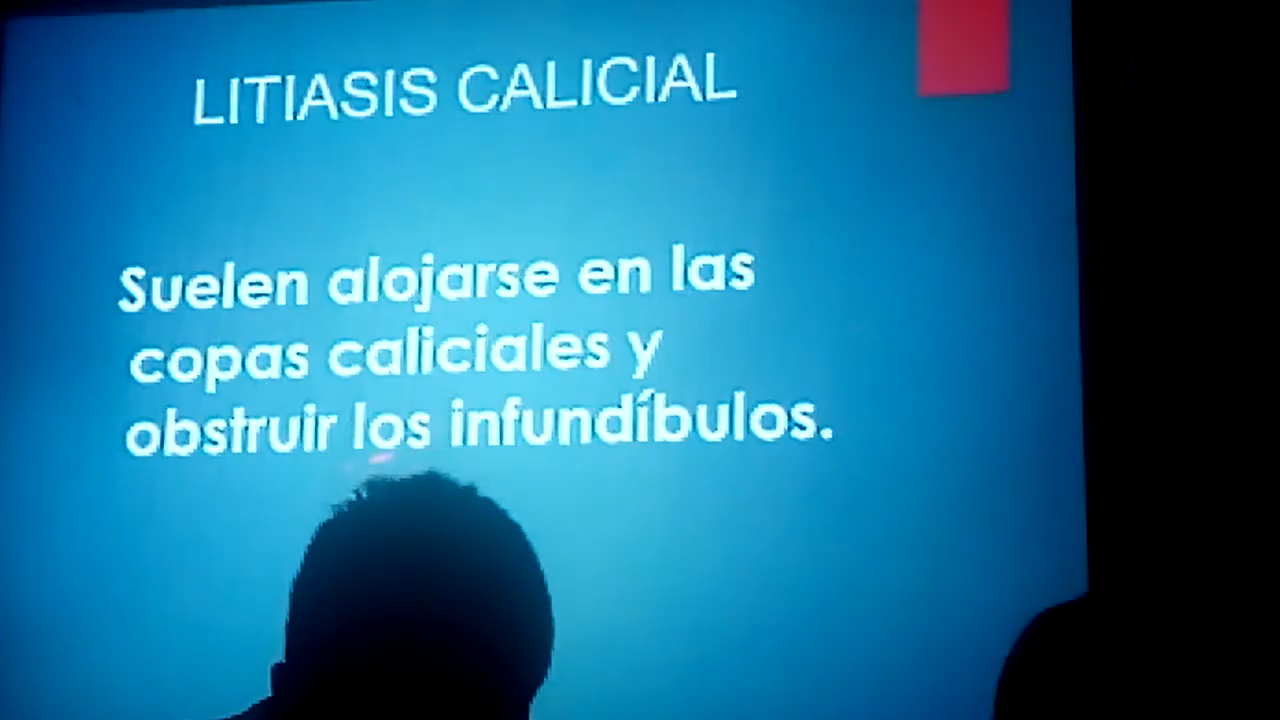 LITIASIS CALICIAL
Suelen alojarse en las
copas caliciales y
obstruir los infundíbulos.